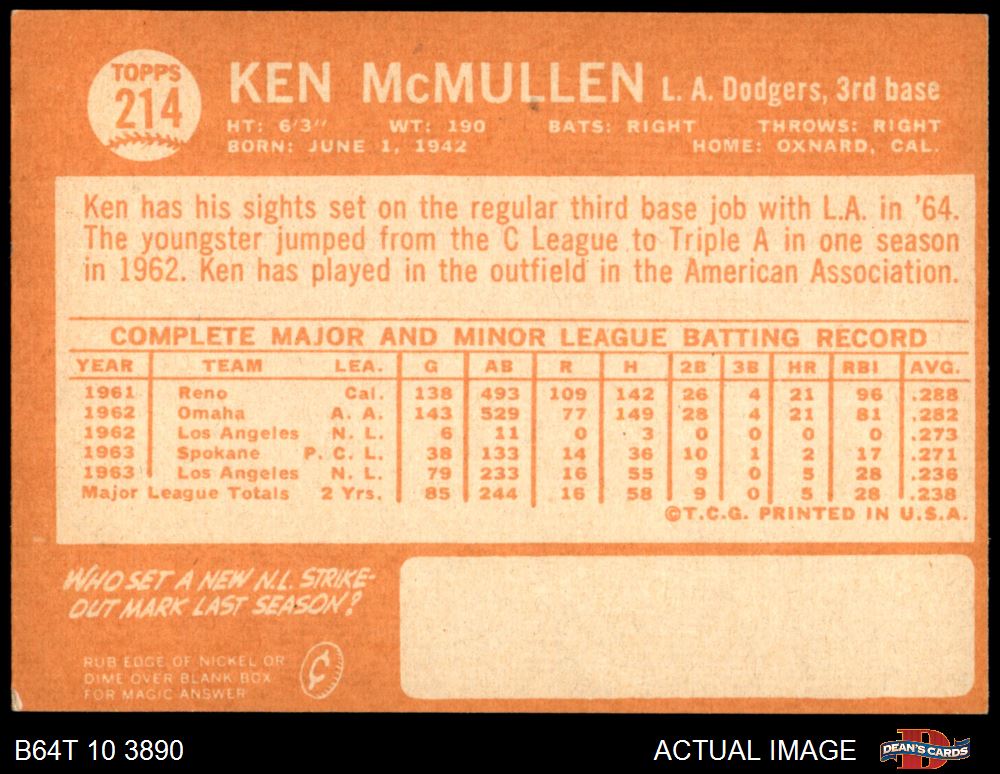 TOPPS
214
KEN McMULLEN L. A. Dodgers, 3rd base
HT: 6'3" WT: 190 BATS: RIGHT THROWS: RIGHT
BORN: JUNE 1, 1942 HOME: OXNARD, CAL.
Ken has his sights set on the regular third base job with L.A. in '64.
The youngster jumped from the C League to Triple A in one season
in 1962. Ken has played in the outfield in the American Association.
COMPLETE MAJOR AND MINOR LEAGUE BATTING RECORD
YEAR TEAM LEA. G AB R H 2B 3B HR RBI AVG.
1961 Reno Cal. 138 493 109 142 26 4 21 96 .288
1962 Omaha A. A. 143 529 77 149 28 4 21 81 .282
1962 Los Angeles N. L. 6 11 0 3 0 0 0 0 .273
1963 Spokane P. C. L. 38 133 14 36 10 1 2 17 .271
1963 Los Angeles N. L. 79 233 16 55 9 0 5 28 .236
Major League Totals 2 Yrs. 85 244 16 58 9 0 5 28 .238
©T.C.G. PRINTED IN U.S.A.
WHO SET A NEW N.L. STRIKE-
OUT MARK LAST SEASON?
RUB EDGE OF NICKEL OR
DIME OVER BLANK BOX
FOR MAGIC ANSWER
¢
B64T 10 3890 ACTUAL IMAGE DEAN'S CARDS